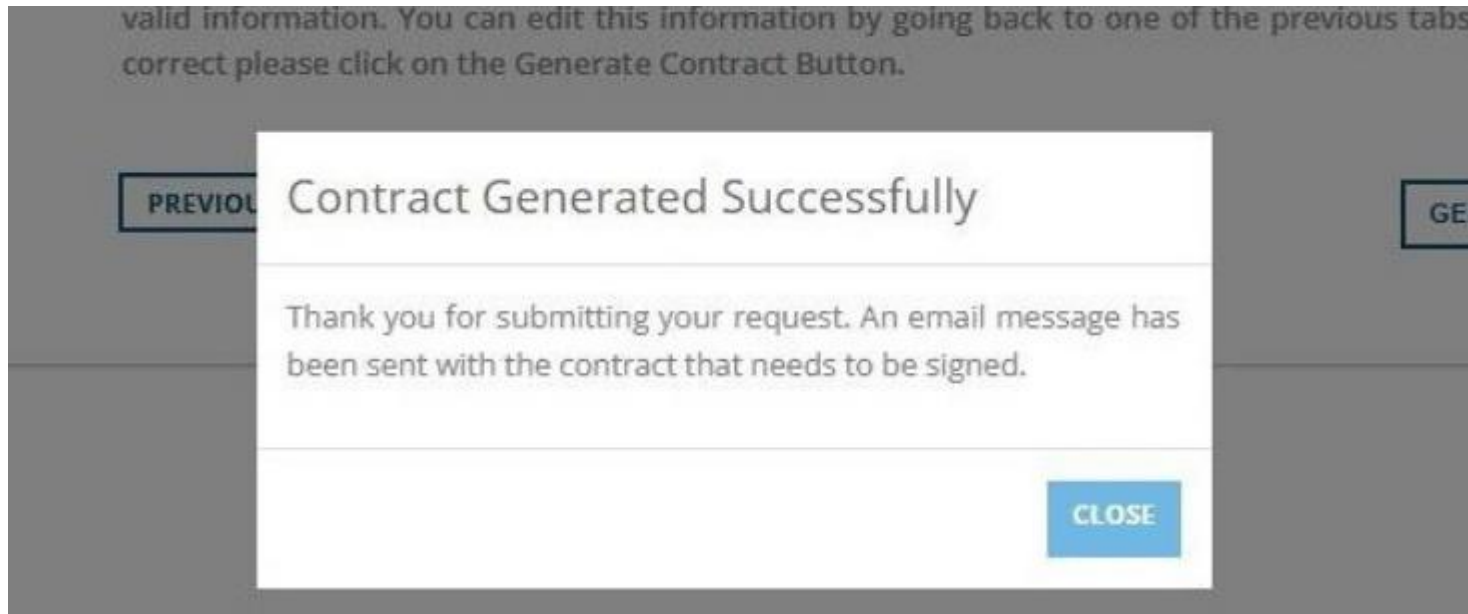 valid information. You can edit this information by going back to one of the previous tabs
correct please click on the Generate Contract Button.
Contract Generated Successfully
Thank you for submitting your request. An email message has
been sent with the contract that needs to be signed.
CLOSE